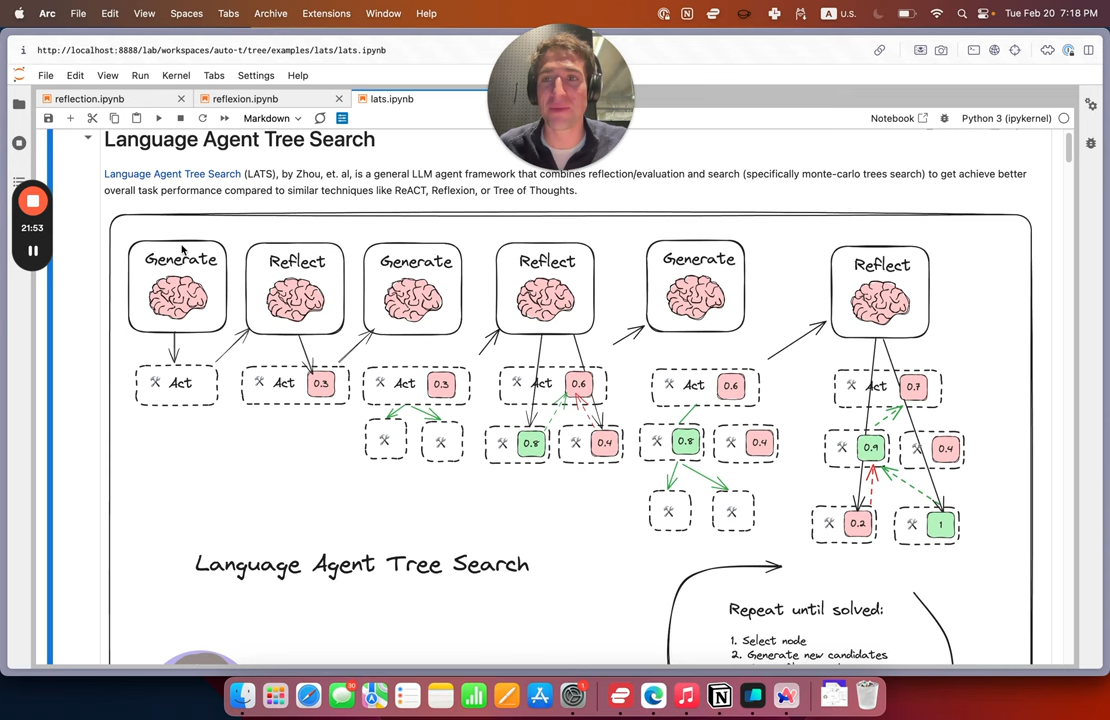 Arc File Edit View Spaces Tabs Archive Extensions Window Help A U.S. Tue Feb 20 7:18 PM
http://localhost:8888/lab/workspaces/auto-t/tree/examples/lats/lats.ipynb
File Edit View Run Kernel Tabs Settings Help
reflection.ipynb reflexion.ipynb lats.ipynb
Markdown Notebook Python 3 (ipykernel)
Language Agent Tree Search
Language Agent Tree Search (LATS), by Zhou, et. al, is a general LLM agent framework that combines reflection/evaluation and search (specifically monte-carlo trees search) to get achieve better
overall task performance compared to similar techniques like ReACT, Reflexion, or Tree of Thoughts.
21:53
Generate Reflect Generate Reflect Generate Reflect
Act Act 0.3 Act 0.3 Act 0.6 Act 0.6 Act 0.7
0.8 0.4 0.8 0.4 0.9 0.4
0.2 1
Language Agent Tree Search
Repeat until solved:
1. Select node
2. Generate new candidates
30 1